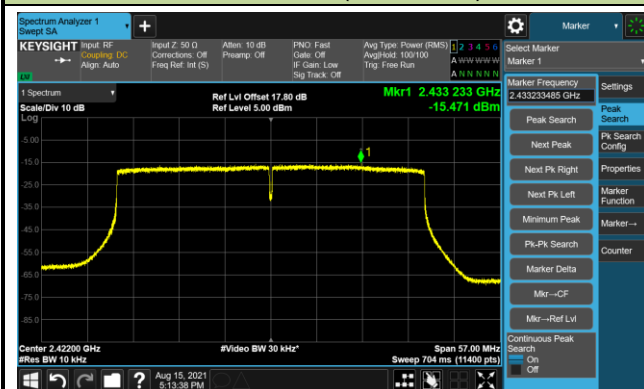 Spectrum Analyzer 1
Swept SA
Marker
KEYSIGHT
Input: RF
Coupling: DC
Align: Auto
Input Z: 50 Ω
Corrections: Off
Freq Ref: Int (S)
Atten: 10 dB
Preamp: Off
PNO: Fast
Gate: Off
IF Gain: Low
Sig Track: Off
Avg Type: Power (RMS)
Avg|Hold: 100/100
Trig: Free Run
1 2 3 4 5 6
A W W W W W
A N N N N N
Select Marker
Marker 1
LV
1 Spectrum
Scale/Div 10 dB
Log
Ref Lvl Offset 17.80 dB
Ref Level 5.00 dBm
Mkr1 2.433 233 GHz
-15.471 dBm
1
-5.00
-15.0
-25.0
-35.0
-45.0
-55.0
-65.0
-75.0
-85.0
Center 2.42200 GHz
#Res BW 10 kHz
#Video BW 30 kHz*
Span 57.00 MHz
Sweep 704 ms (11400 pts)
Marker Frequency
2.433233485 GHz
Peak Search
Next Peak
Next Pk Right
Next Pk Left
Minimum Peak
Pk-Pk Search
Marker Delta
Mkr→CF
Mkr→Ref Lvl
Continuous Peak
Search
On
Off
Settings
Peak
Search
Pk Search
Config
Properties
Marker
Function
Marker→
Counter
?
Aug 15, 2021
5:13:38 PM